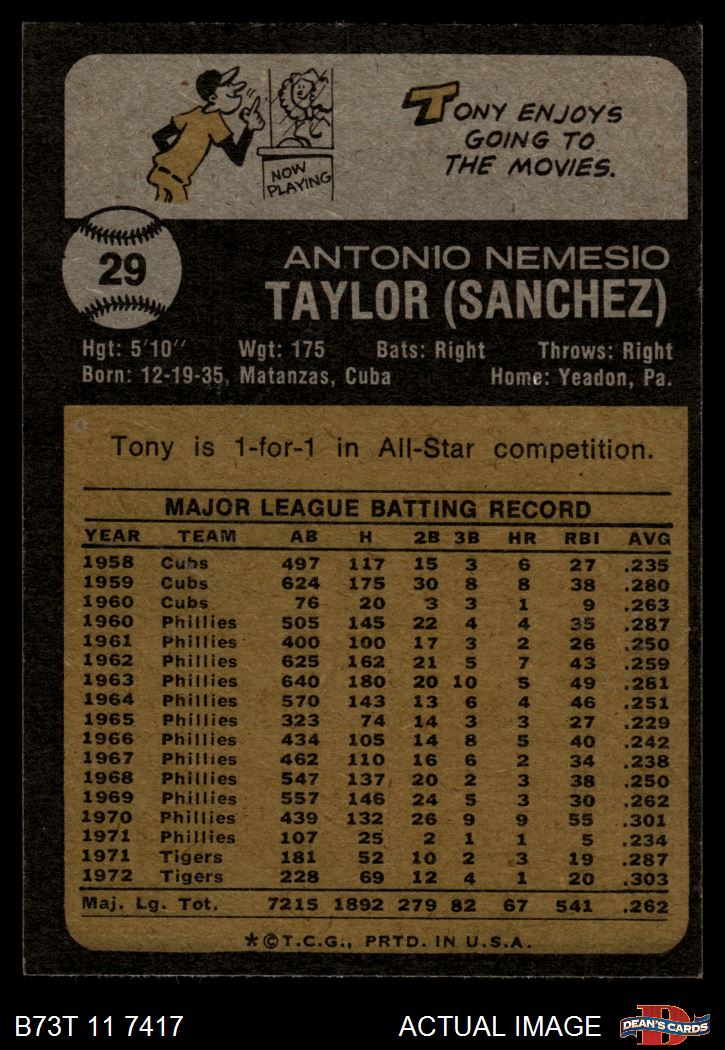 TONY ENJOYS
GOING TO
THE MOVIES.
NOW
PLAYING
29
ANTONIO NEMESIO
TAYLOR (SANCHEZ)
Hgt: 5'10" Wgt: 175 Bats: Right Throws: Right
Born: 12-19-35, Matanzas, Cuba Home: Yeadon, Pa.
Tony is 1-for-1 in All-Star competition.
MAJOR LEAGUE BATTING RECORD
YEAR TEAM AB H 2B 3B HR RBI AVG
1958 Cubs 497 117 15 3 6 27 .235
1959 Cubs 624 175 30 8 8 38 .280
1960 Cubs 76 20 3 3 1 9 .263
1960 Phillies 505 145 22 4 4 35 .287
1961 Phillies 400 100 17 3 2 26 .250
1962 Phillies 625 162 21 5 7 43 .259
1963 Phillies 640 180 20 10 5 49 .281
1964 Phillies 570 143 13 6 4 46 .251
1965 Phillies 323 74 14 3 3 27 .229
1966 Phillies 434 105 14 8 5 40 .242
1967 Phillies 462 110 16 6 2 34 .238
1968 Phillies 547 137 20 2 3 38 .250
1969 Phillies 557 146 24 5 3 30 .262
1970 Phillies 439 132 26 9 9 55 .301
1971 Phillies 107 25 2 1 1 5 .234
1971 Tigers 181 52 10 2 3 19 .287
1972 Tigers 228 69 12 4 1 20 .303
Maj. Lg. Tot. 7215 1892 279 82 67 541 .262
*©T.C.G., PRTD. IN U.S.A.
B73T 11 7417 ACTUAL IMAGE D DEAN'S CARDS